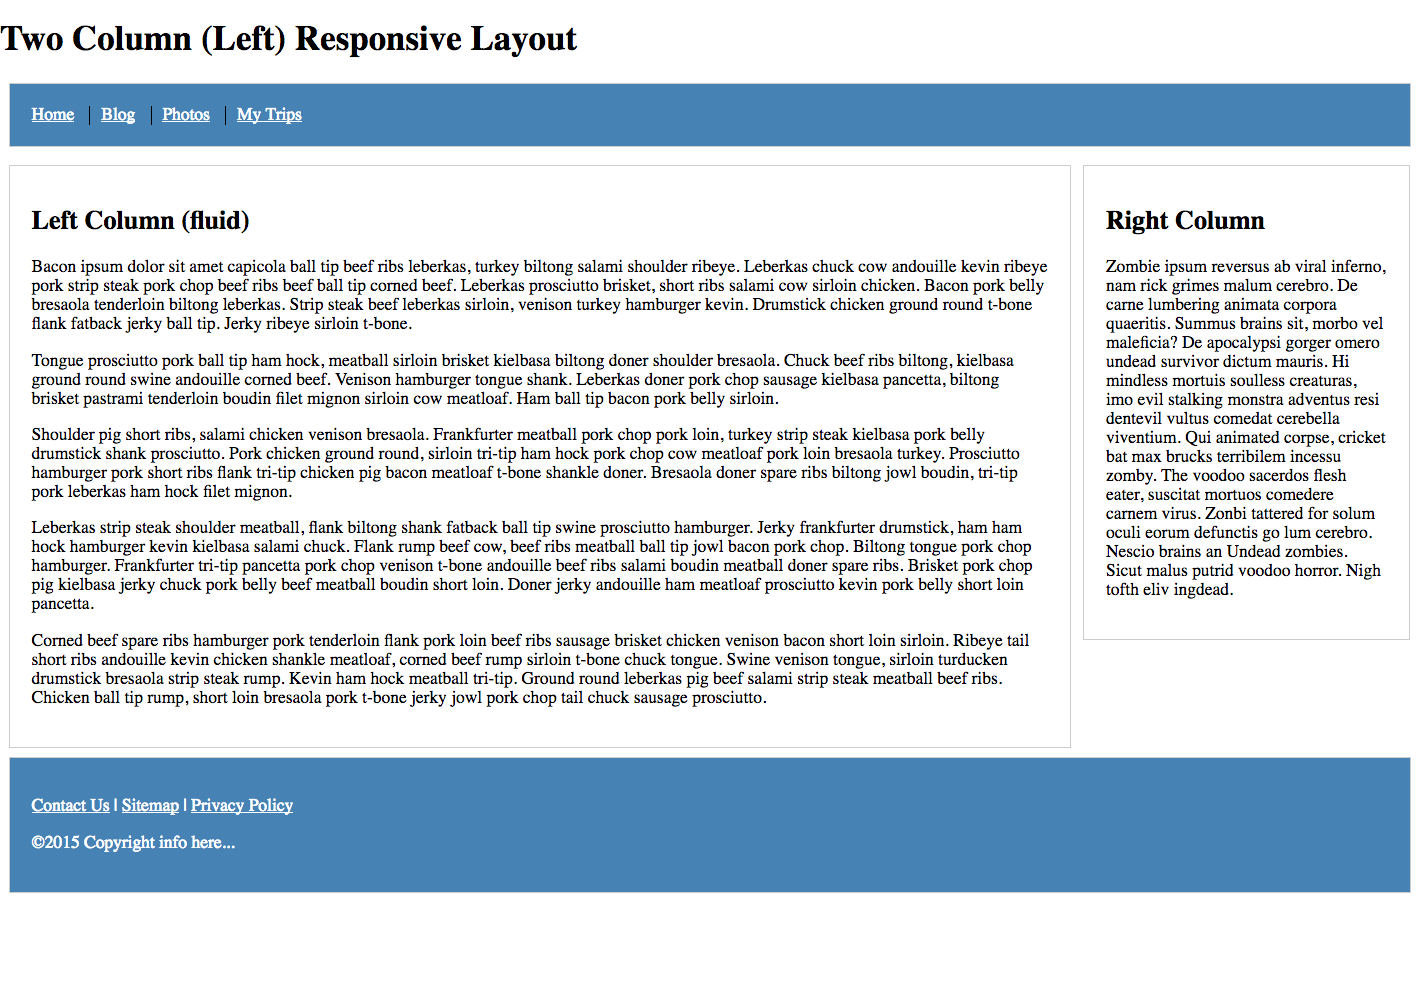 Two Column (Left) Responsive Layout
Home | Blog | Photos | My Trips
Left Column (fluid)
Bacon ipsum dolor sit amet capicola ball tip beef ribs leberkas, turkey biltong salami shoulder ribeye. Leberkas chuck cow andouille kevin ribeye
pork strip steak pork chop beef ribs beef ball tip corned beef. Leberkas prosciutto brisket, short ribs salami cow sirloin chicken. Bacon pork belly
bresaola tenderloin biltong leberkas. Strip steak beef leberkas sirloin, venison turkey hamburger kevin. Drumstick chicken ground round t-bone
flank fatback jerky ball tip. Jerky ribeye sirloin t-bone.
Tongue prosciutto pork ball tip ham hock, meatball sirloin brisket kielbasa biltong doner shoulder bresaola. Chuck beef ribs biltong, kielbasa
ground round swine andouille corned beef. Venison hamburger tongue shank. Leberkas doner pork chop sausage kielbasa pancetta, biltong
brisket pastrami tenderloin boudin filet mignon sirloin cow meatloaf. Ham ball tip bacon pork belly sirloin.
Shoulder pig short ribs, salami chicken venison bresaola. Frankfurter meatball pork chop pork loin, turkey strip steak kielbasa pork belly
drumstick shank prosciutto. Pork chicken ground round, sirloin tri-tip ham hock pork chop cow meatloaf pork loin bresaola turkey. Prosciutto
hamburger pork short ribs flank tri-tip chicken pig bacon meatloaf t-bone shankle doner. Bresaola doner spare ribs biltong jowl boudin, tri-tip
pork leberkas ham hock filet mignon.
Leberkas strip steak shoulder meatball, flank biltong shank fatback ball tip swine prosciutto hamburger. Jerky frankfurter drumstick, ham ham
hock hamburger kevin kielbasa salami chuck. Flank rump beef cow, beef ribs meatball ball tip jowl bacon pork chop. Biltong tongue pork chop
hamburger. Frankfurter tri-tip pancetta pork chop venison t-bone andouille beef ribs salami boudin meatball doner spare ribs. Brisket pork chop
pig kielbasa jerky chuck pork belly beef meatball boudin short loin. Doner jerky andouille ham meatloaf prosciutto kevin pork belly short loin
pancetta.
Corned beef spare ribs hamburger pork tenderloin flank pork loin beef ribs sausage brisket chicken venison bacon short loin sirloin. Ribeye tail
short ribs andouille kevin chicken shankle meatloaf, corned beef rump sirloin t-bone chuck tongue. Swine venison tongue, sirloin turducken
drumstick bresaola strip steak rump. Kevin ham hock meatball tri-tip. Ground round leberkas pig beef salami strip steak meatball beef ribs.
Chicken ball tip rump, short loin bresaola pork t-bone jerky jowl pork chop tail chuck sausage prosciutto.
Right Column
Zombie ipsum reversus ab viral inferno,
nam rick grimes malum cerebro. De
carne lumbering animata corpora
quaeritis. Summus brains sit, morbo vel
maleficia? De apocalypsi gorger omero
undead survivor dictum mauris. Hi
mindless mortuis soulless creaturas,
imo evil stalking monstra adventus resi
dentevil vultus comedat cerebella
viventium. Qui animated corpse, cricket
bat max brucks terribilem incessu
zomby. The voodoo sacerdos flesh
eater, suscitat mortuos comedere
carnem virus. Zonbi tattered for solum
oculi eorum defunctis go lum cerebro.
Nescio brains an Undead zombies.
Sicut malus putrid voodoo horror. Nigh
tofth eliv ingdead.
Contact Us | Sitemap | Privacy Policy
©2015 Copyright info here...